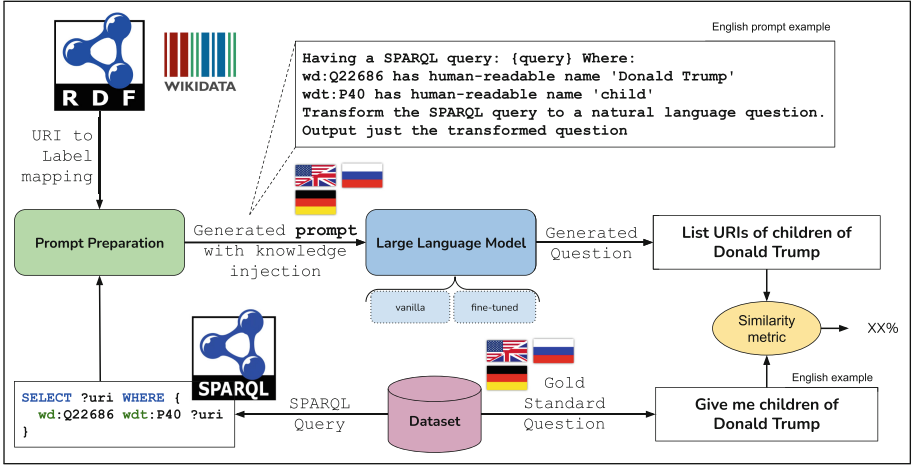 English prompt example
RDF
WIKIDATA
Having a SPARQL query: {query} Where:
wd:Q22686 has human-readable name 'Donald Trump'
wdt:P40 has human-readable name 'child'
Transform the SPARQL query to a natural language question.
Output just the transformed question
URI to
Label
mapping
Prompt Preparation
Generated prompt
with knowledge
injection
Large Language Model
vanilla
fine-tuned
Generated
Question
List URIs of children of
Donald Trump
Similarity
metric
XX%
SPARQL
SELECT ?uri WHERE {
wd:Q22686 wdt:P40 ?uri
}
SPARQL
Query
Dataset
Gold
Standard
Question
English example
Give me children of
Donald Trump